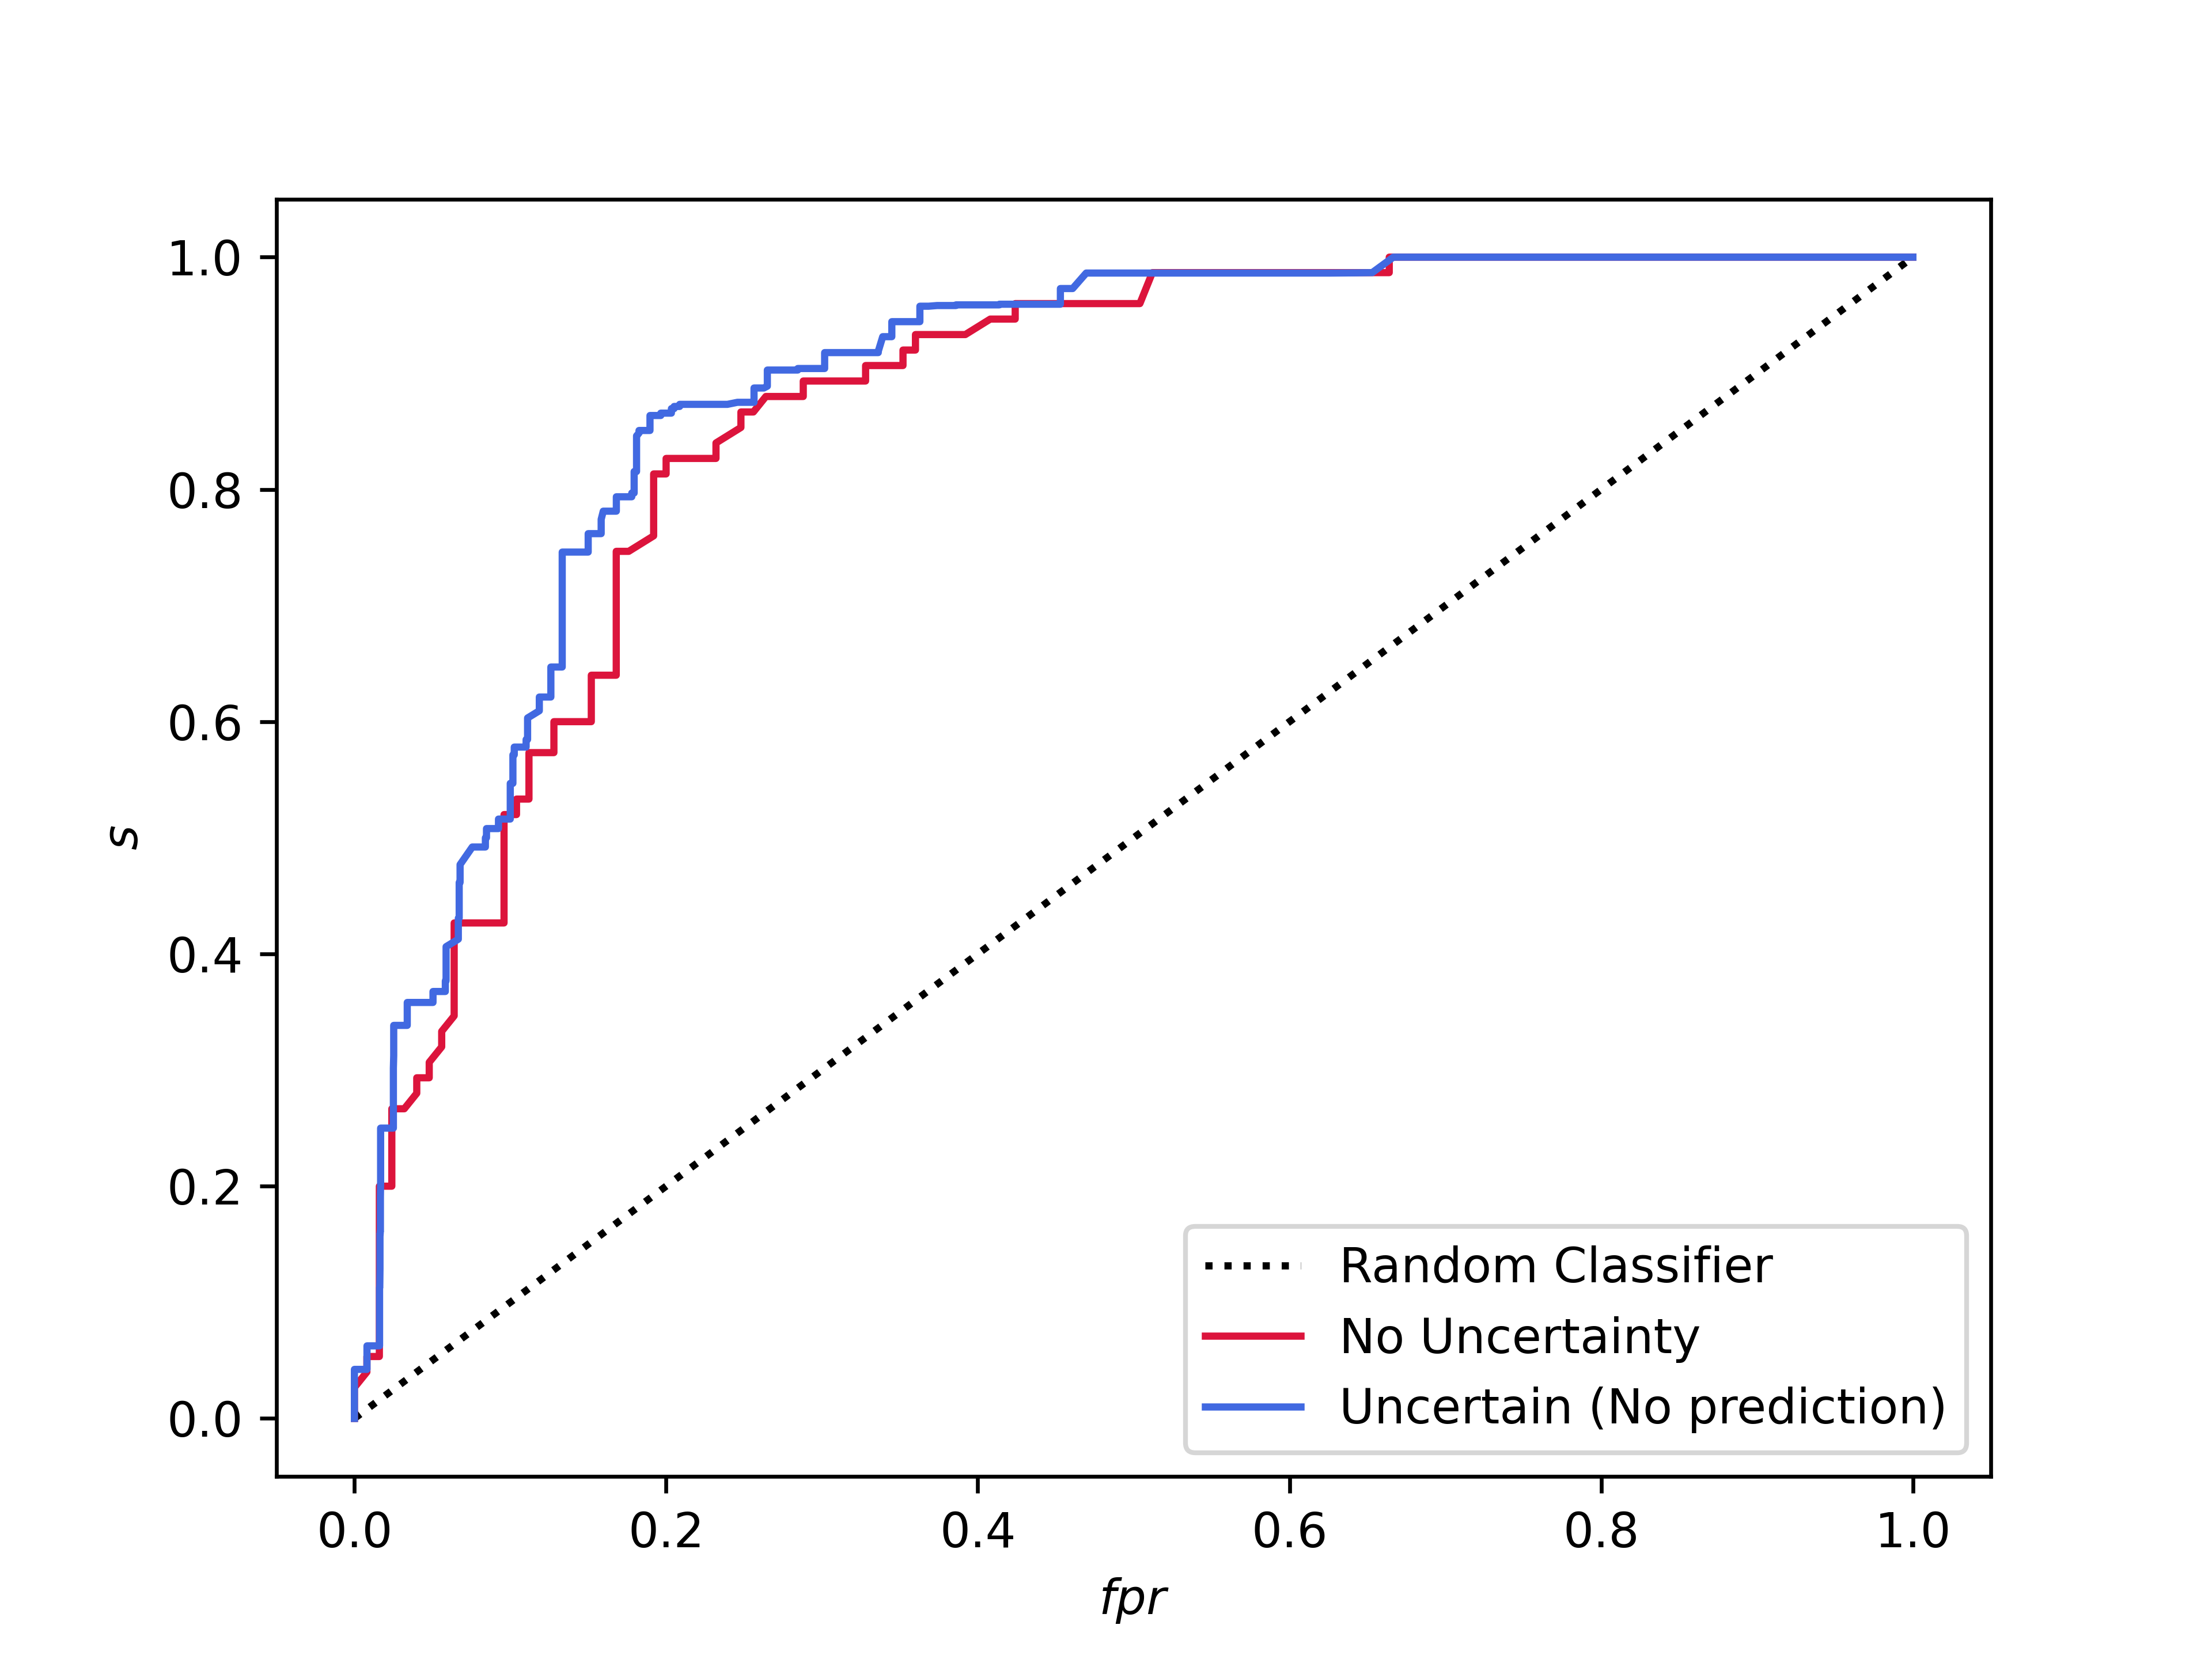 1.0
0.8
0.6
0.4
0.2
0.0
s
Random Classifier
No Uncertainty
Uncertain (No prediction)
0.0 0.2 0.4 0.6 0.8 1.0
fpr